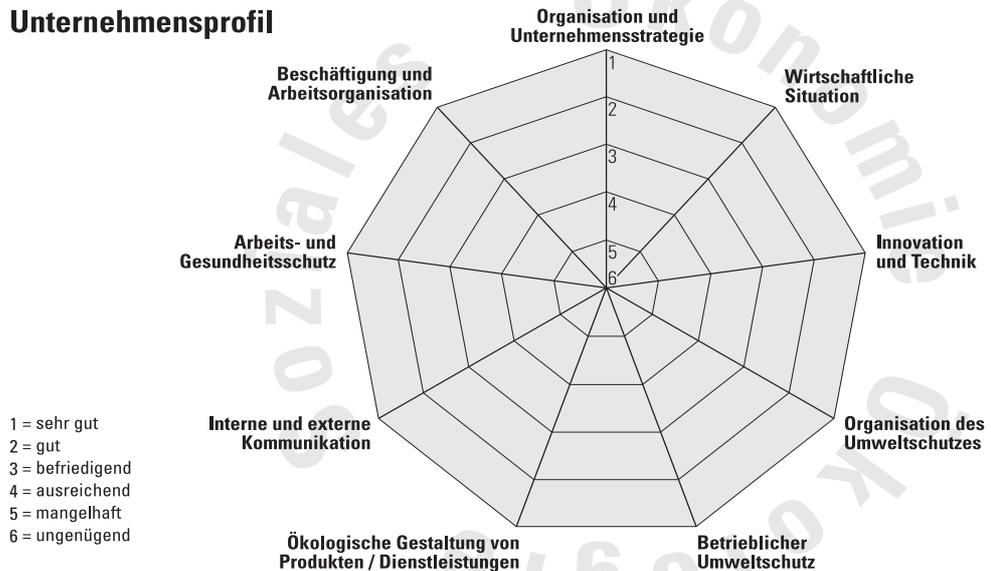 Unternehmensprofil
Organisation und
Unternehmensstrategie
Wirtschaftliche
Situation
Innovation
und Technik
Organisation des
Umweltschutzes
Betrieblicher
Umweltschutz
Ökologische Gestaltung von
Produkten / Dienstleistungen
Interne und externe
Kommunikation
Arbeits- und
Gesundheitsschutz
Beschäftigung und
Arbeitsorganisation
1
2
3
4
5
6
1 = sehr gut
2 = gut
3 = befriedigend
4 = ausreichend
5 = mangelhaft
6 = ungenügend
Sozíales
Ökonomie